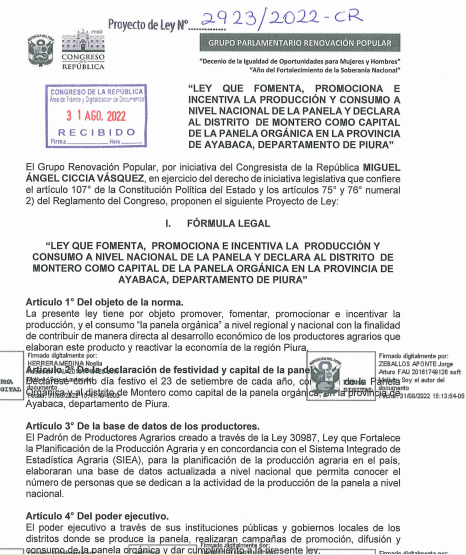 Proyecto de Ley N° 2923/2022-CR
PERÚ
CONGRESO
REPÚBLICA
GRUPO PARLAMENTARIO RENOVACIÓN POPULAR
"Decenio de la Igualdad de Oportunidades para Mujeres y Hombres"
"Año del Fortalecimiento de la Soberanía Nacional"
CONGRESO DE LA REPÚBLICA
Área de Trámite y Digitalización de Documentos
31 AGO. 2022
RECIBIDO
Firma Hora
"LEY QUE FOMENTA, PROMOCIONA E
INCENTIVA LA PRODUCCIÓN Y CONSUMO A
NIVEL NACIONAL DE LA PANELA Y DECLARA
AL DISTRITO DE MONTERO COMO CAPITAL
DE LA PANELA ORGÁNICA EN LA PROVINCIA
DE AYABACA, DEPARTAMENTO DE PIURA"
El Grupo Renovación Popular, por iniciativa del Congresista de la República MIGUEL
ÁNGEL CICCIA VÁSQUEZ, en ejercicio del derecho de iniciativa legislativa que confiere
el artículo 107° de la Constitución Política del Estado y los artículos 75° y 76° numeral
2) del Reglamento del Congreso, proponen el siguiente Proyecto de Ley:
I. FÓRMULA LEGAL
"LEY QUE FOMENTA, PROMOCIONA E INCENTIVA LA PRODUCCIÓN Y
CONSUMO A NIVEL NACIONAL DE LA PANELA Y DECLARA AL DISTRITO DE
MONTERO COMO CAPITAL DE LA PANELA ORGÁNICA EN LA PROVINCIA DE
AYABACA, DEPARTAMENTO DE PIURA"
Artículo 1° Del objeto de la norma.
La presente ley tiene por objeto promover, fomentar, promocionar e incentivar la
producción, y el consumo "la panela orgánica" a nivel regional y nacional con la finalidad
de contribuir de manera directa al desarrollo económico de los productores agrarios que
elaboran este producto y reactivar la economía de la región Piura.
Firmado digitalmente por:
HERRERA MEDINA Noelia
Firmado digitalmente por:
ZEBALLOS APONTE Jorge
Arturo FAU 20161749126 soft
Motivo: Soy el autor del
documento
Fecha: 31/08/2022 15:13:54-05
Artículo 2° De la declaración de festividad y capital de la panela
Declárese como día festivo el 23 de setiembre de cada año, de la Panela
Orgánica y al distrito de Montero como capital de la panela orgánica, en la provincia de
Ayabaca, departamento de Piura.
Artículo 3° De la base de datos de los productores.
El Padrón de Productores Agrarios creado a través de la Ley 30987, Ley que Fortalece
la Planificación de la Producción Agraria y en concordancia con el Sistema Integrado de
Estadística Agraria (SIEA), para la planificación de la producción agraria en el país,
elaboraran una base de datos actualizada a nivel nacional que permita conocer el
número de personas que se dedican a la actividad de la producción de la panela a nivel
nacional.
Artículo 4° Del poder ejecutivo.
El poder ejecutivo a través de sus instituciones públicas y gobiernos locales de los
distritos donde se produce la panela, realizaran campañas de promoción, difusión y
consumo de la panela orgánica y dar cumplimiento a la presente ley.